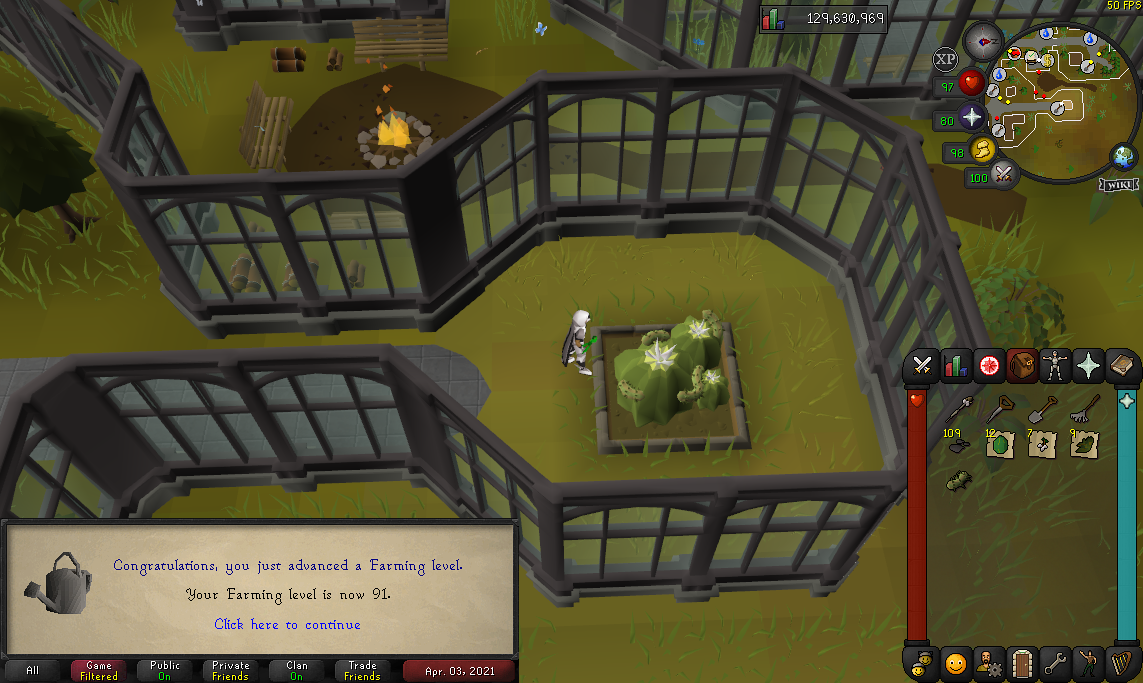 50 FPS
129,630,969
XP
97
80
98
100
WIKI
109
12
7
9
Congratulations, you just advanced a Farming level.
Your Farming level is now 91.
Click here to continue
All
Game
Filtered
Public
On
Private
Friends
Clan
On
Trade
Friends
Apr. 03, 2021